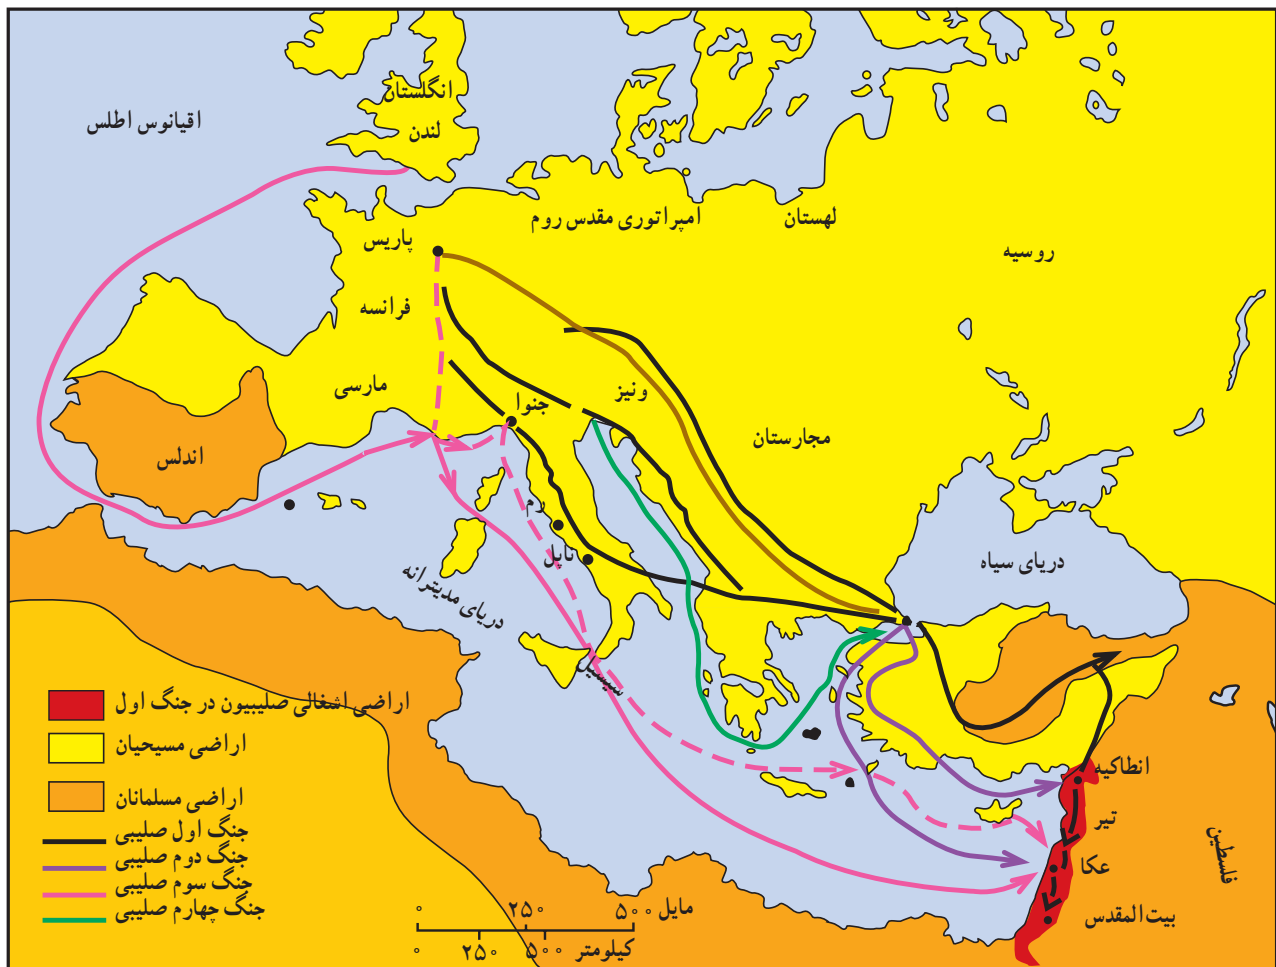 انگلستان
لندن
اقیانوس اطلس
امپراتوری مقدس روم
لهستان
روسیه
پاریس
فرانسه
مارسی
ونیز
جنوا
مجارستان
اندلس
رم
ناپل
دریای سیاه
دریای مدیترانه
سیسیل
انطاکیه
تیر
عکا
فلسطین
بیت‌المقدس
اراضی اشغالی صلیبیون در جنگ اول
اراضی مسیحیان
اراضی مسلمانان
جنگ اول صلیبی
جنگ دوم صلیبی
جنگ سوم صلیبی
جنگ چهارم صلیبی
۰ ۲۵۰ ۵۰۰ مایل
۰ ۲۵۰ ۵۰۰ کیلومتر